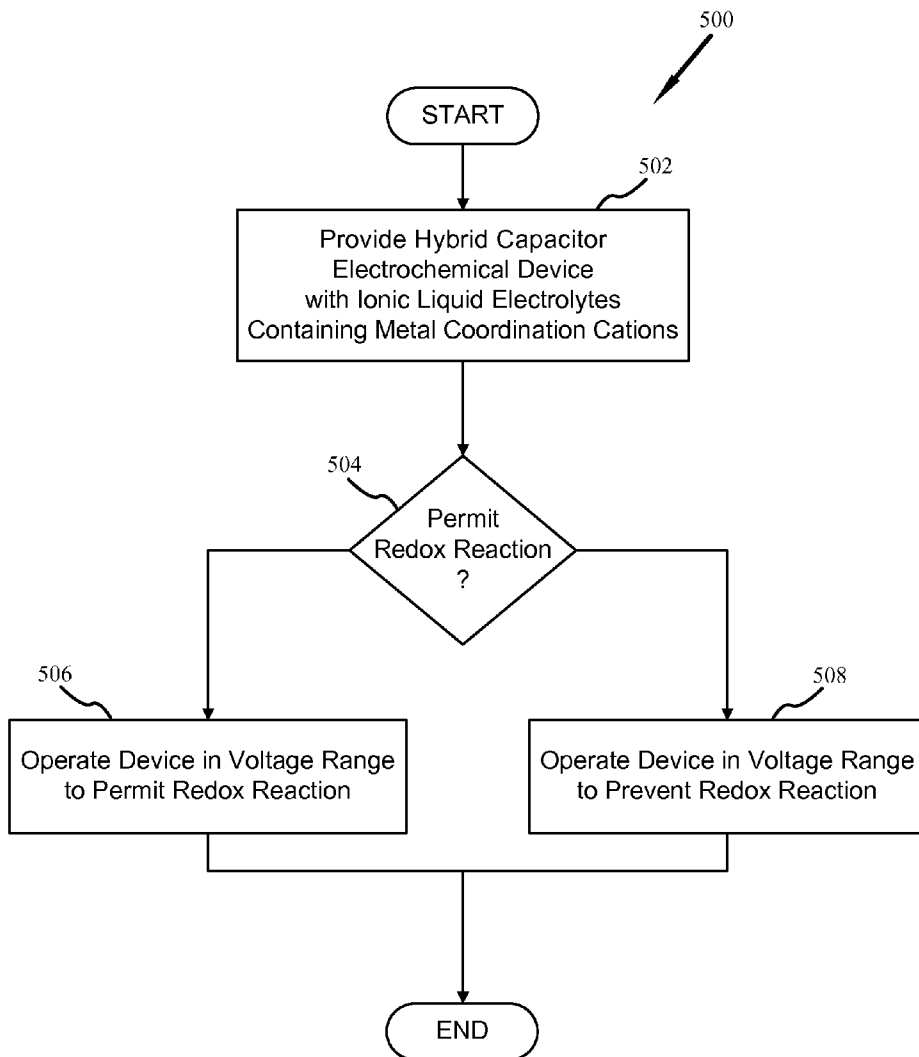 500
START
502
Provide Hybrid Capacitor
Electrochemical Device
with Ionic Liquid Electrolytes
Containing Metal Coordination Cations
504
Permit
Redox Reaction
?
506
Operate Device in Voltage Range
to Permit Redox Reaction
508
Operate Device in Voltage Range
to Prevent Redox Reaction
END